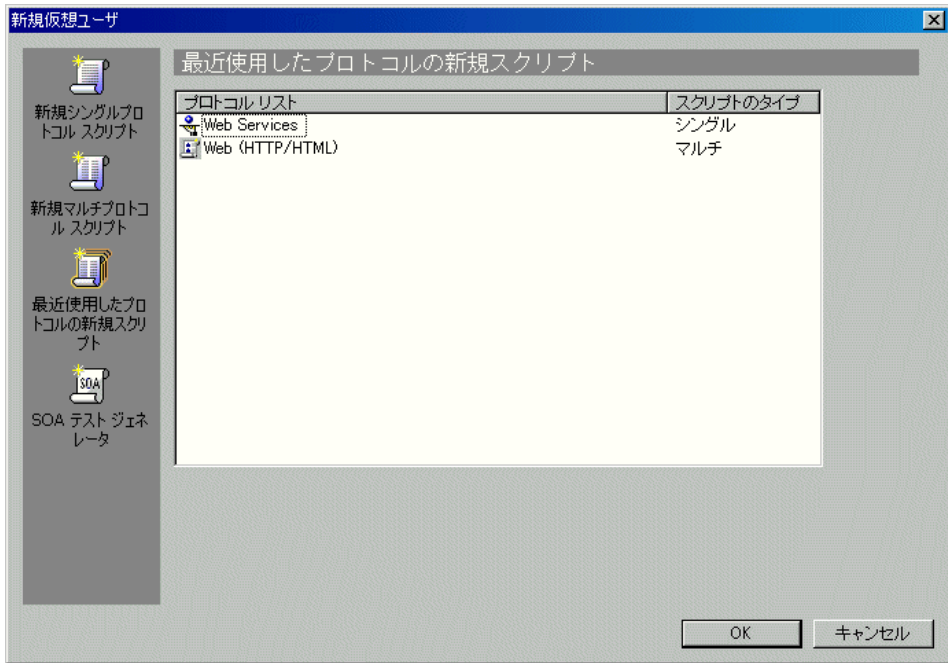 新規仮想ユーザ
新規シングルプロ
トコル スクリプト
新規マルチプロトコ
ル スクリプト
最近使用したプロ
トコルの新規スクリ
プト
SOA
SOA テスト ジェネ
レータ
最近使用したプロトコルの新規スクリプト
プロトコル リスト スクリプトのタイプ
Web Services シングル
Web (HTTP/HTML) マルチ
OK キャンセル